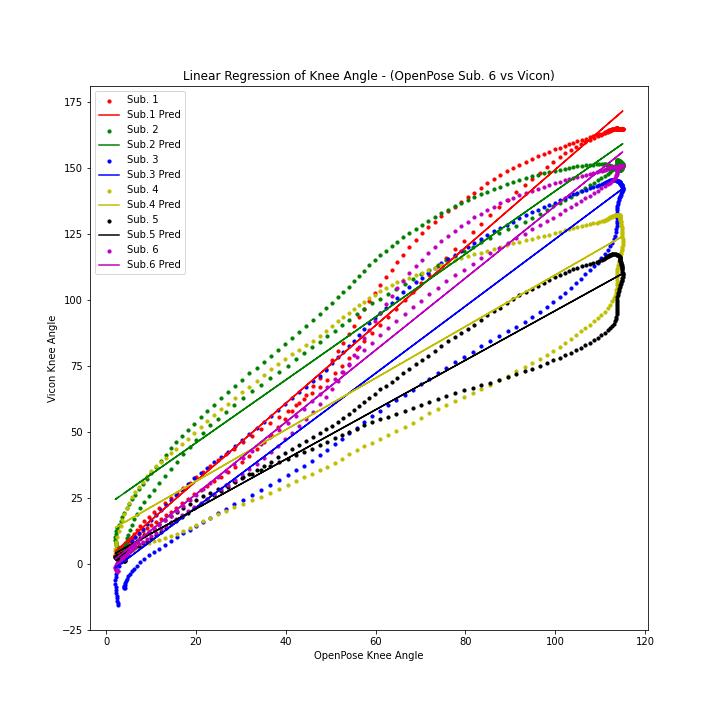 Linear Regression of Knee Angle - (OpenPose Sub. 6 vs Vicon)
Sub. 1
Sub.1 Pred
Sub. 2
Sub.2 Pred
Sub. 3
Sub.3 Pred
Sub. 4
Sub.4 Pred
Sub. 5
Sub.5 Pred
Sub. 6
Sub.6 Pred
175
150
125
100
75
50
25
0
−25
Vicon Knee Angle
0 20 40 60 80 100 120
OpenPose Knee Angle